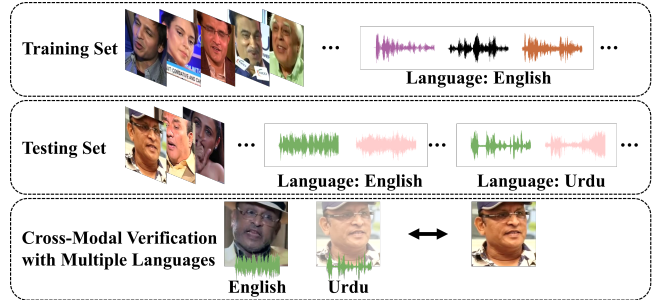 Training Set
Language: English
Testing Set
Language: English
Language: Urdu
Cross-Modal Verification
with Multiple Languages
English
Urdu